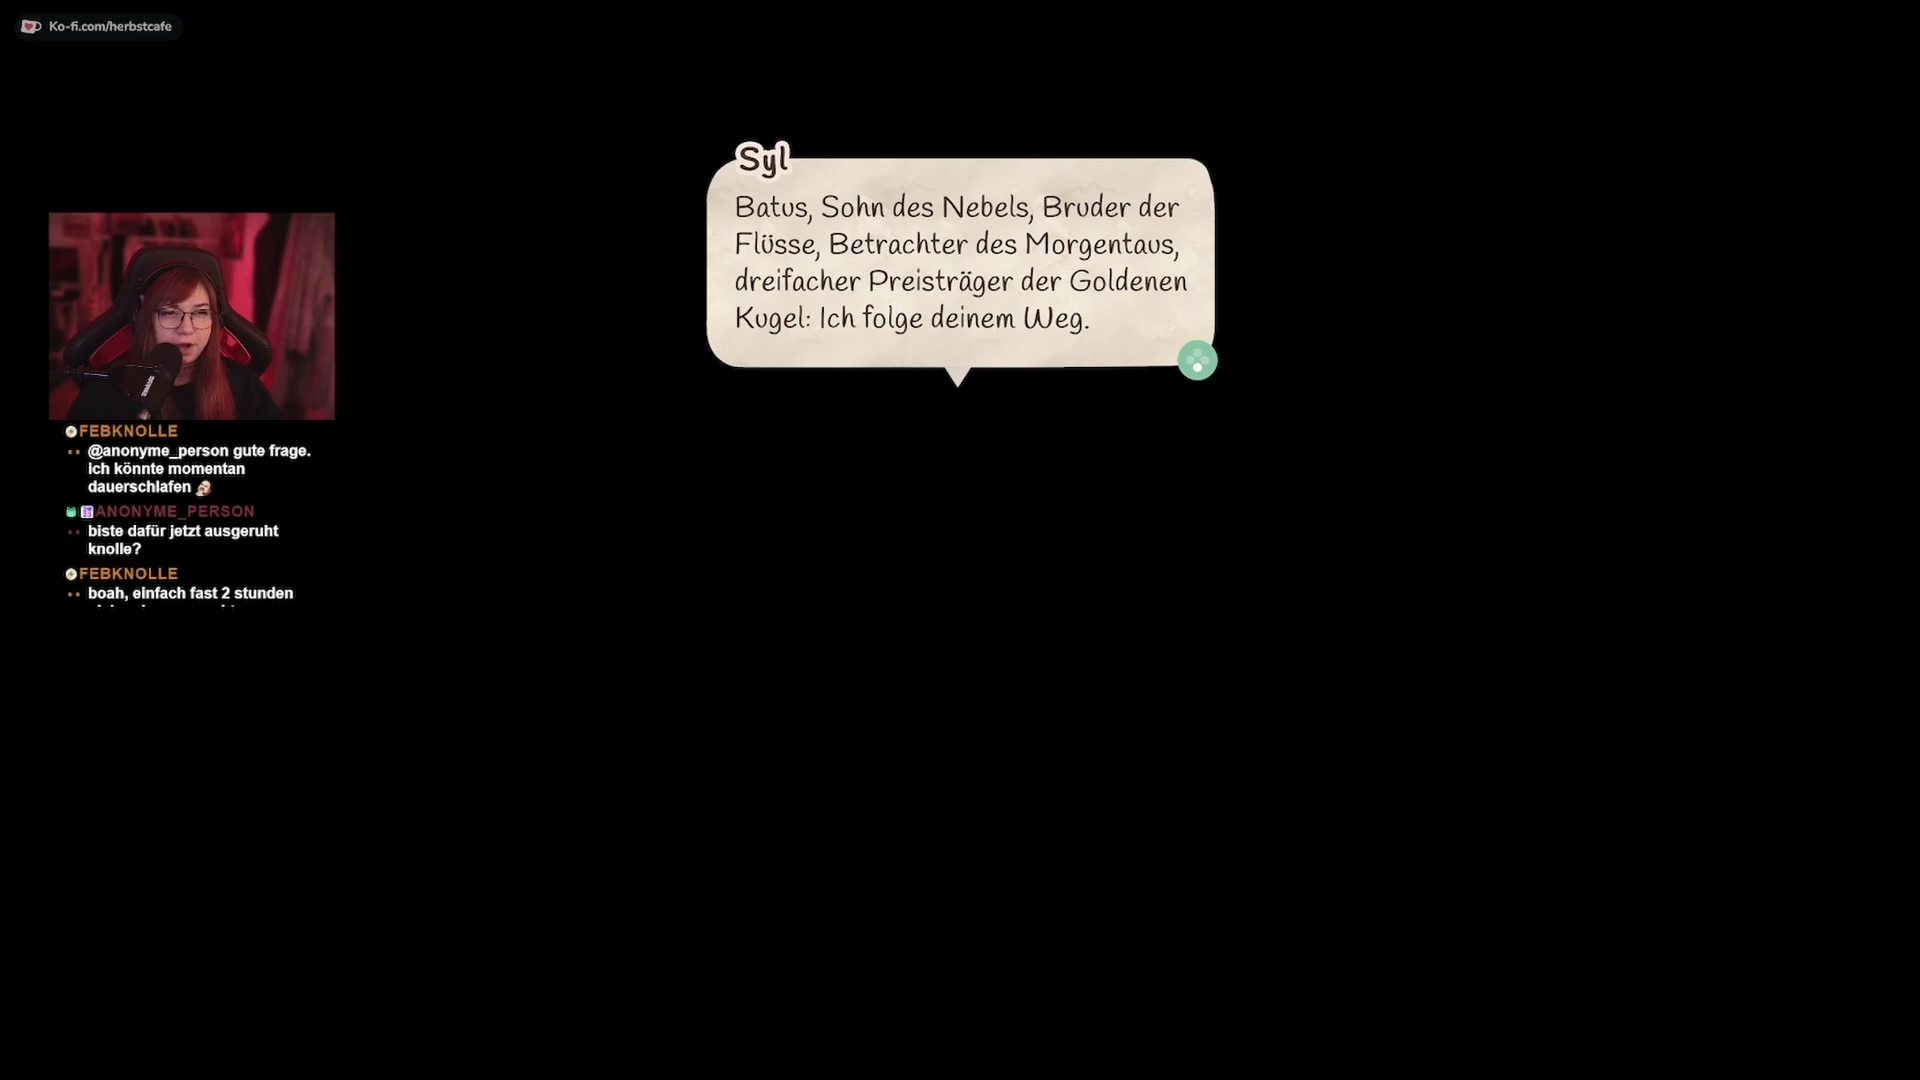 Ko-fi.com/herbstcafe
Syl
Batus, Sohn des Nebels, Bruder der
Flüsse, Betrachter des Morgentaus,
dreifacher Preisträger der Goldenen
Kugel: Ich folge deinem Weg.
FEBKNOLLE
@anonyme_person gute frage.
ich könnte momentan
dauerschlafen
ANONYME_PERSON
biste dafür jetzt ausgeruht
knolle?
FEBKNOLLE
boah, einfach fast 2 stunden